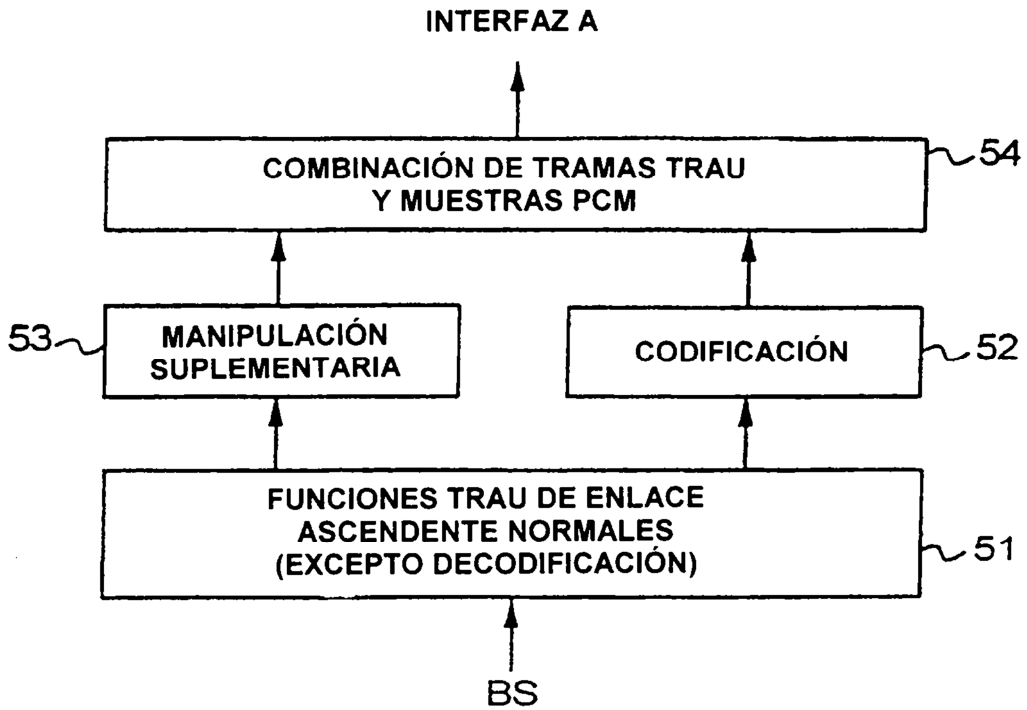 INTERFAZ A
COMBINACIÓN DE TRAMAS TRAU
Y MUESTRAS PCM
54
53
MANIPULACIÓN
SUPLEMENTARIA
CODIFICACIÓN
52
FUNCIONES TRAU DE ENLACE
ASCENDENTE NORMALES
(EXCEPTO DECODIFICACIÓN)
51
BS